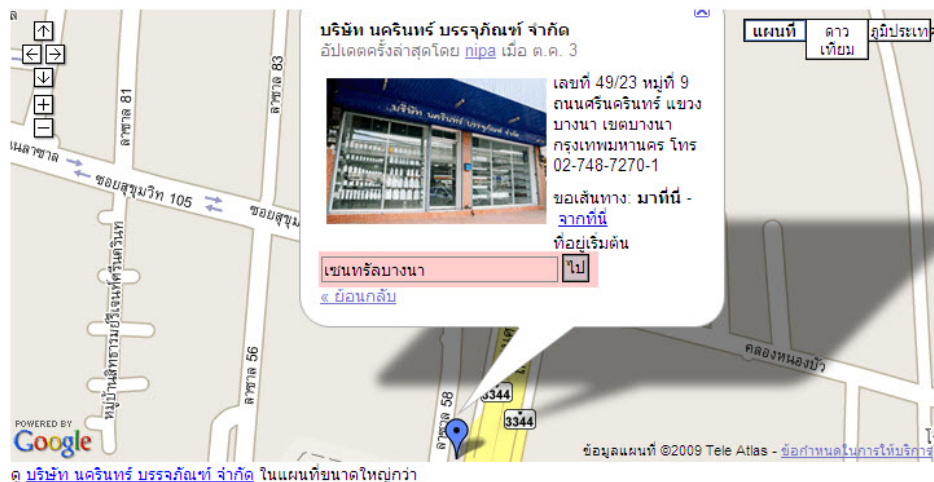 บริษัท นครินทร์ บรรจุภัณฑ์ จำกัด
อัปเดตครั้งล่าสุดโดย nipa เมื่อ ต.ค. 3
บริษัท นครินทร์ บรรจุภัณฑ์ จำกัด
เลขที่ 49/23 หมู่ที่ 9
ถนนศรีนครินทร์ แขวง
บางนา เขตบางนา
กรุงเทพมหานคร โทร
02-748-7270-1
ขอเส้นทาง: มาที่นี่ -
จากที่นี่
ที่อยู่เริ่มต้น
เซนทรัลบางนา
ไป
« ย้อนกลับ
แผนที่
ดาว
เทียม
ภูมิประเทศ
ลาซาล 81
ลาซาล 83
นลาซาล
ซอยสุขุมวิท 105
ซอยสุขุม
ลาซาล 56
ลาซาล 58
3344
3344
คลองหนองบัว
POWERED BY
Google
ข้อมูลแผนที่ ©2009 Tele Atlas - ข้อกำหนดในการให้บริการ
ดู บริษัท นครินทร์ บรรจุภัณฑ์ จำกัด ในแผนที่ขนาดใหญ่กว่า